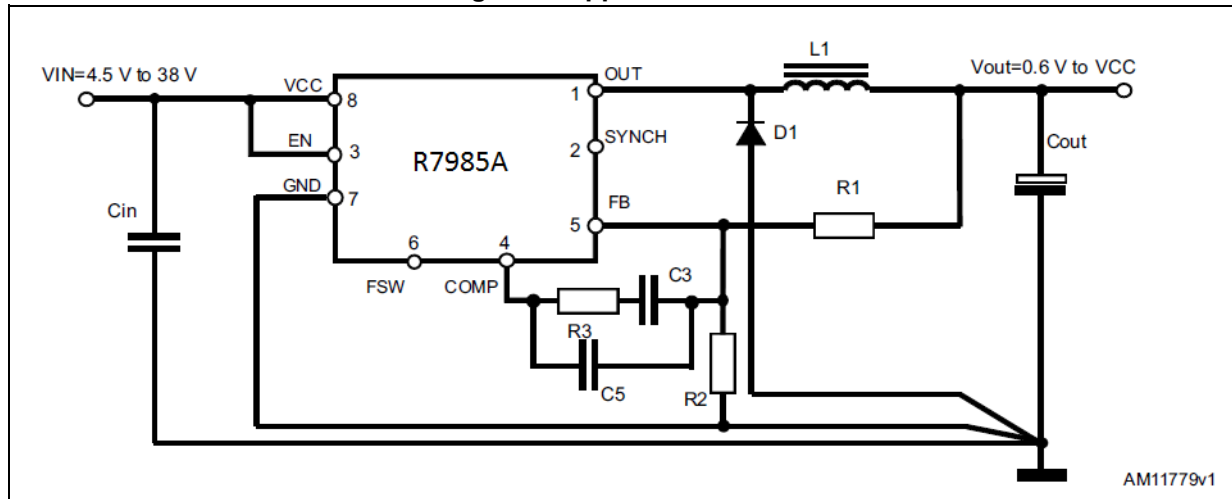 VIN=4.5 V to 38 V
VCC
8
EN
3
GND
7
Cin
R7985A
6
FSW
4
COMP
OUT
1
SYNCH
2
FB
5
L1
Vout=0.6 V to VCC
D1
Cout
R1
C3
R3
C5
R2
AM11779v1